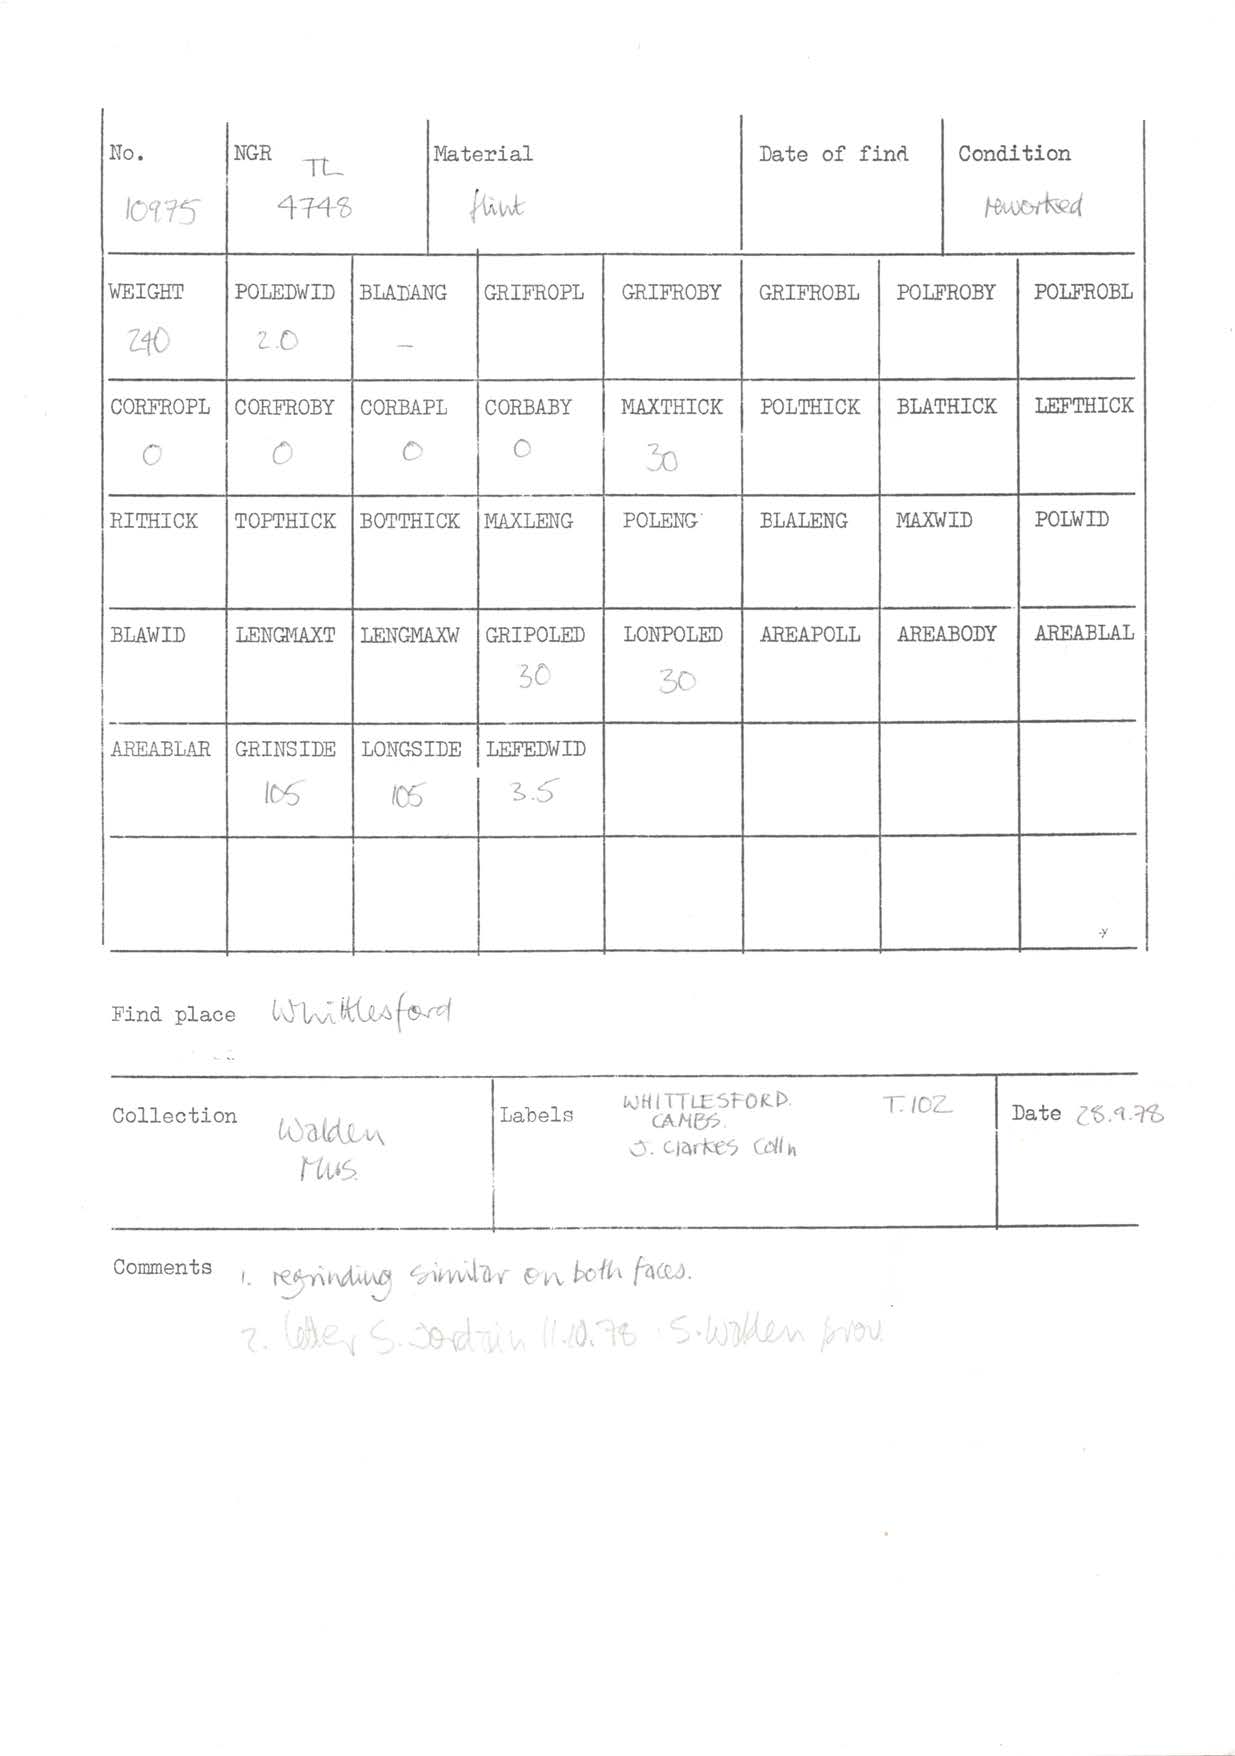 No. NGR TL Material Date of find Condition
10975 4748 flint reworked
WEIGHT POLEDWID BLADANG GRIFROPL GRIFROBY GRIFROBL POLFROBY POLFROBL
240 2.0 –
CORFROPL CORFROBY CORBAPL CORBABY MAXTHICK POLTHICK BLATHICK LEFTHICK
0 0 0 0 30
RITHICK TOPTHICK BOTTHICK MAXLENG POLENG BLALENG MAXWID POLWID
BLAWID LENGMAXT LENGMAXW GRIPOLED LONPOLED AREAPOLL AREABODY AREABLAL
30 30
AREABLAR GRINSIDE LONGSIDE LEFEDWID
105 105 3.5
Find place Whittlesford
Collection Walden Mus.
Labels WHITTLESFORD. T.102
CAMBS.
J. Clarkes Colln
Date 28.9.78
Comments 1. regrinding similar on both faces.
2. letter S. Jordain 11.10.78 S. Walden prov.